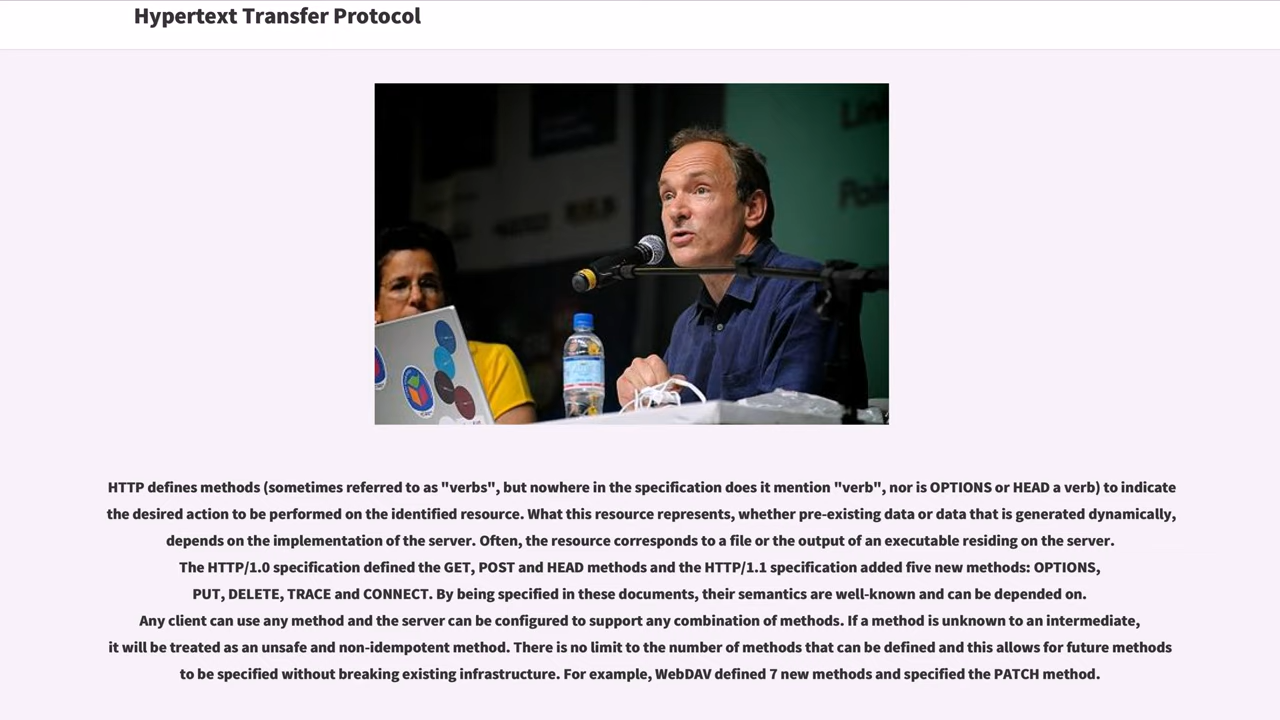 Hypertext Transfer Protocol
HTTP defines methods (sometimes referred to as "verbs", but nowhere in the specification does it mention "verb", nor is OPTIONS or HEAD a verb) to indicate
the desired action to be performed on the identified resource. What this resource represents, whether pre-existing data or data that is generated dynamically,
depends on the implementation of the server. Often, the resource corresponds to a file or the output of an executable residing on the server.
The HTTP/1.0 specification defined the GET, POST and HEAD methods and the HTTP/1.1 specification added five new methods: OPTIONS,
PUT, DELETE, TRACE and CONNECT. By being specified in these documents, their semantics are well-known and can be depended on.
Any client can use any method and the server can be configured to support any combination of methods. If a method is unknown to an intermediate,
it will be treated as an unsafe and non-idempotent method. There is no limit to the number of methods that can be defined and this allows for future methods
to be specified without breaking existing infrastructure. For example, WebDAV defined 7 new methods and specified the PATCH method.